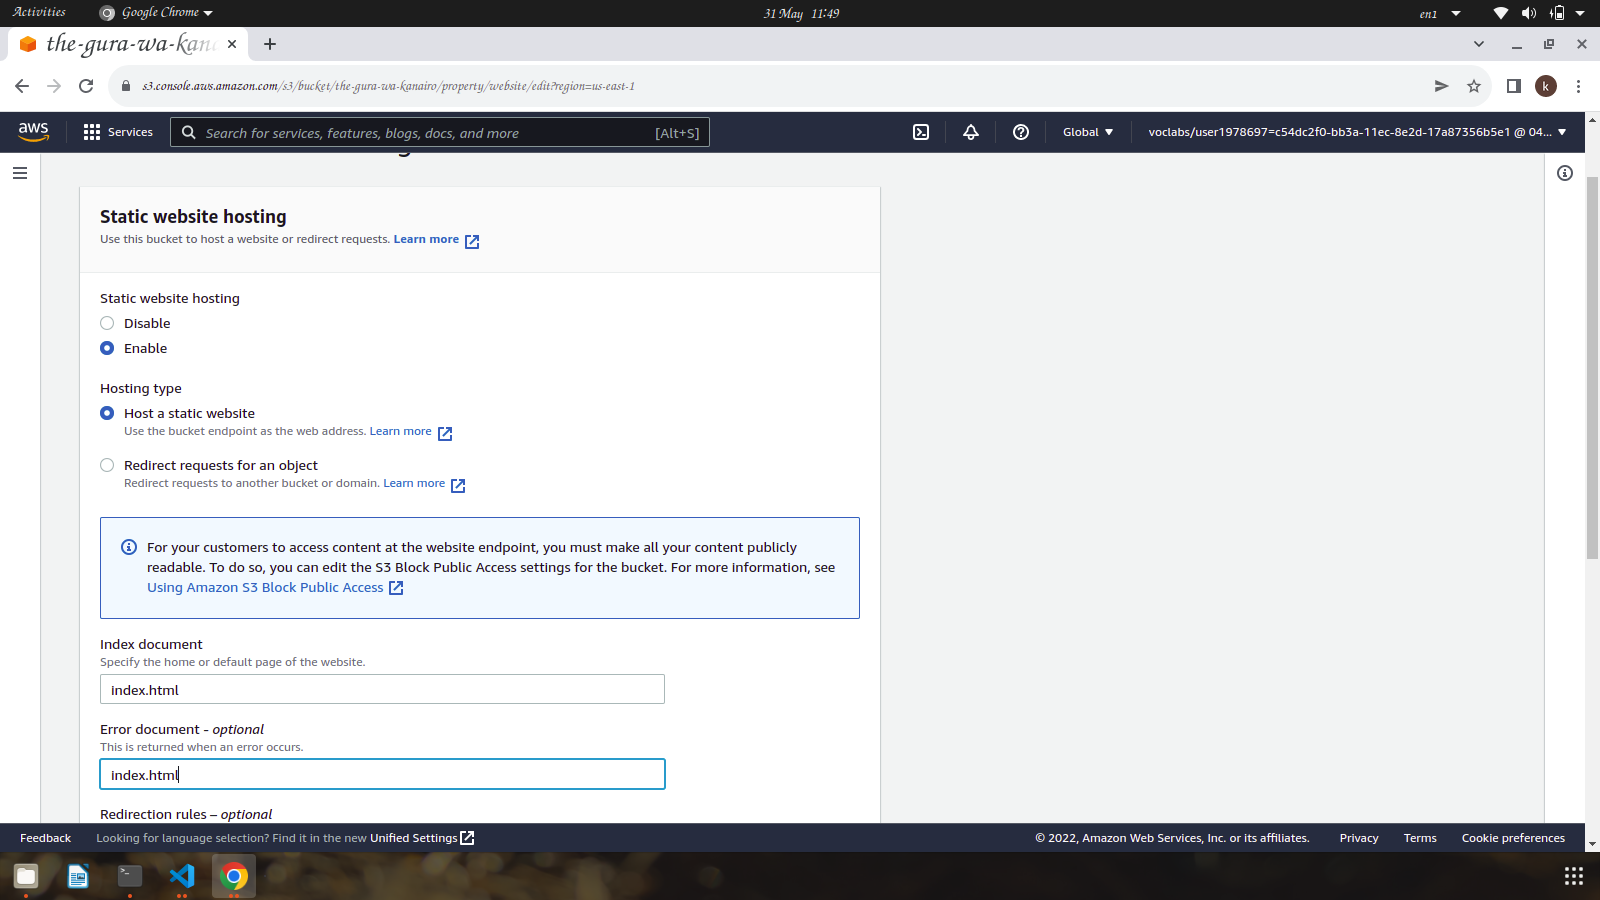 Activities
Google Chrome
31 May 11:49
en1
the-gura-wa-kana
s3.console.aws.amazon.com/s3/bucket/the-gura-wa-kanairo/property/website/edit?region=us-east-1
k
aws
Services
Search for services, features, blogs, docs, and more
[Alt+S]
Global
voclabs/user1978697=c54dc2f0-bb3a-11ec-8e2d-17a87356b5e1 @ 04...
Static website hosting
Use this bucket to host a website or redirect requests. Learn more
Static website hosting
Disable
Enable
Hosting type
Host a static website
Use the bucket endpoint as the web address. Learn more
Redirect requests for an object
Redirect requests to another bucket or domain. Learn more
For your customers to access content at the website endpoint, you must make all your content publicly
readable. To do so, you can edit the S3 Block Public Access settings for the bucket. For more information, see
Using Amazon S3 Block Public Access
Index document
Specify the home or default page of the website.
index.html
Error document - optional
This is returned when an error occurs.
index.html
Redirection rules – optional
Feedback
Looking for language selection? Find it in the new Unified Settings
© 2022, Amazon Web Services, Inc. or its affiliates.
Privacy
Terms
Cookie preferences